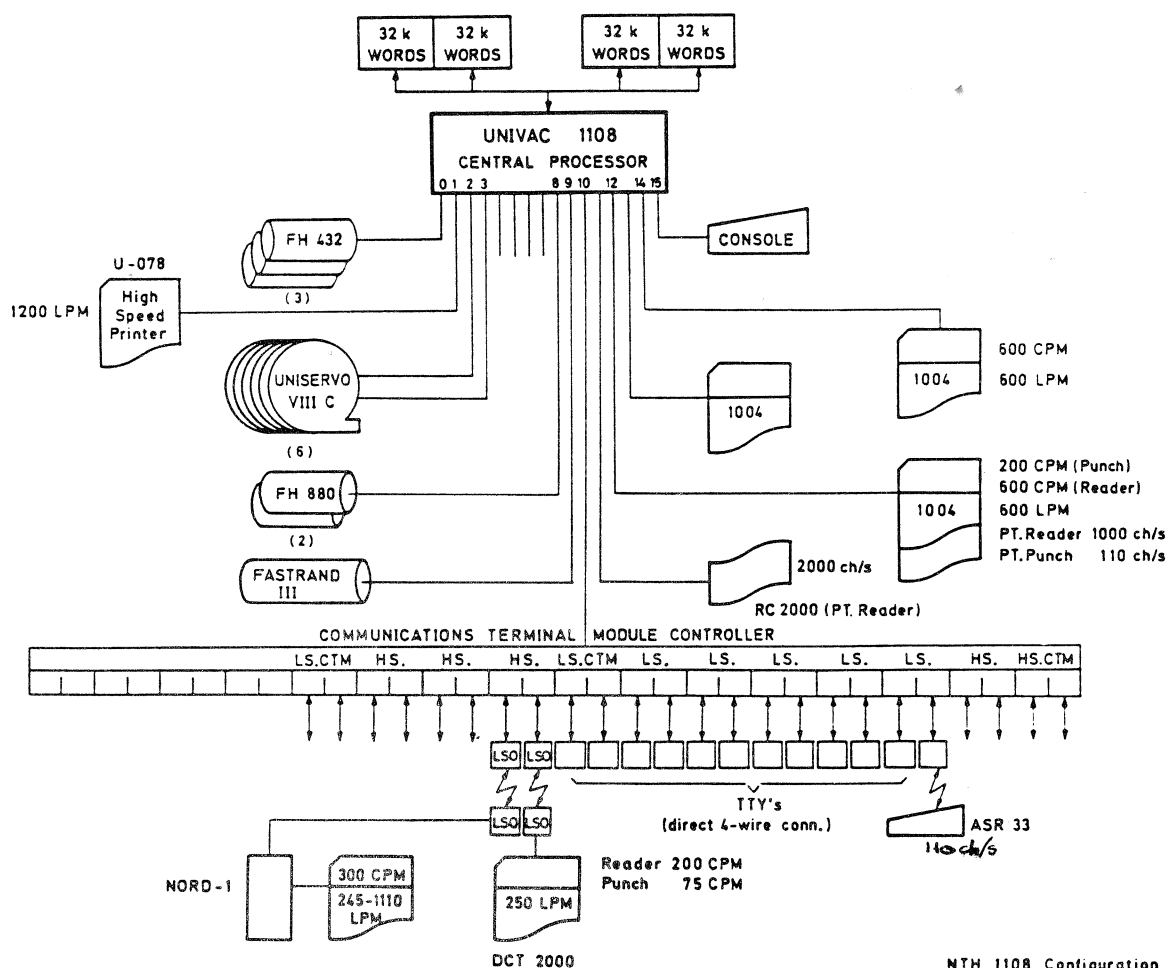 32 k WORDS
32 k WORDS
32 k WORDS
32 k WORDS
UNIVAC 1108
CENTRAL PROCESSOR
0 1 2 3 8 9 10 12 14 15
FH 432
(3)
CONSOLE
U-078
1200 LPM
High
Speed
Printer
UNISERVO
VIII C
(6)
1004
600 CPM
1004
600 LPM
FH 880
(2)
200 CPM (Punch)
600 CPM (Reader)
1004
600 LPM
PT.Reader 1000 ch/s
PT.Punch 110 ch/s
FASTRAND
III
2000 ch/s
RC 2000 (PT. Reader)
COMMUNICATIONS TERMINAL MODULE CONTROLLER
LS.CTM HS. HS. HS. LS.CTM LS. LS. LS. LS. LS. HS. HS.CTM
LSO LSO
LSO LSO
TTY's
(direct 4-wire conn.)
ASR 33
110 ch/s
NORD-1
300 CPM
245-1110
LPM
250 LPM
Reader 200 CPM
Punch 75 CPM
DCT 2000
NTH 1108 Configuration